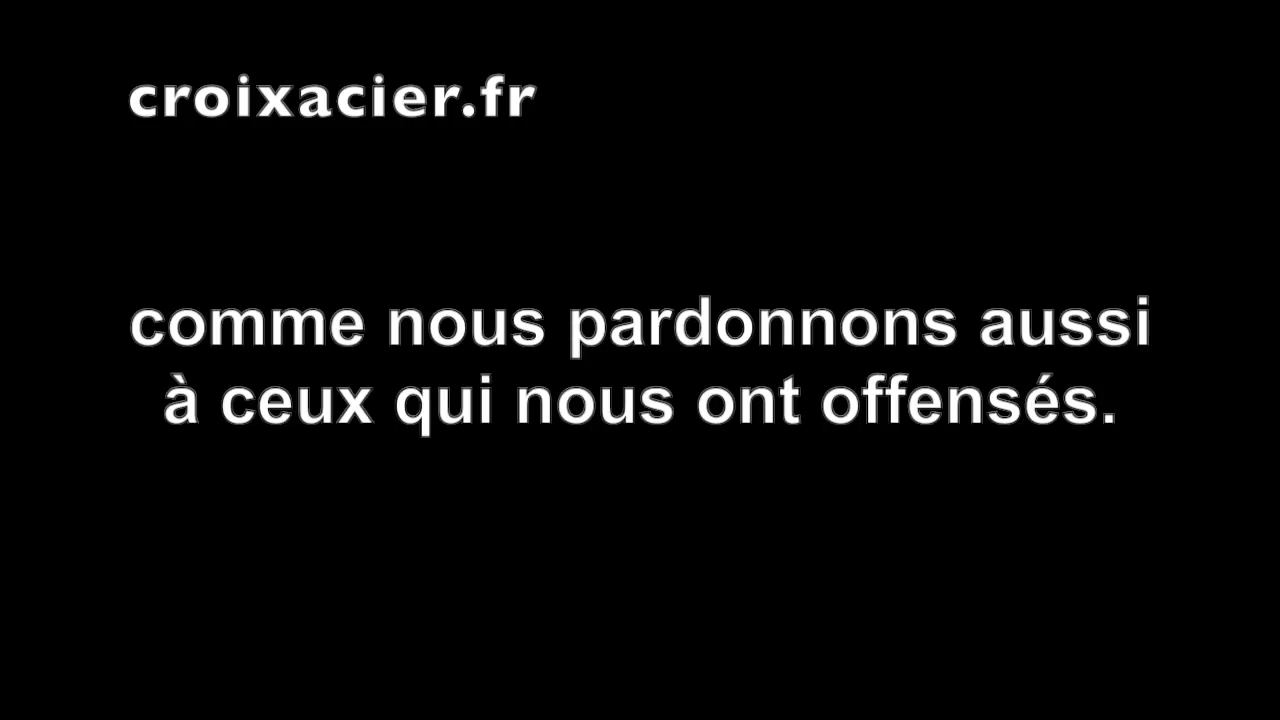 croixacier.fr
comme nous pardonnons aussi
à ceux qui nous ont offensés.